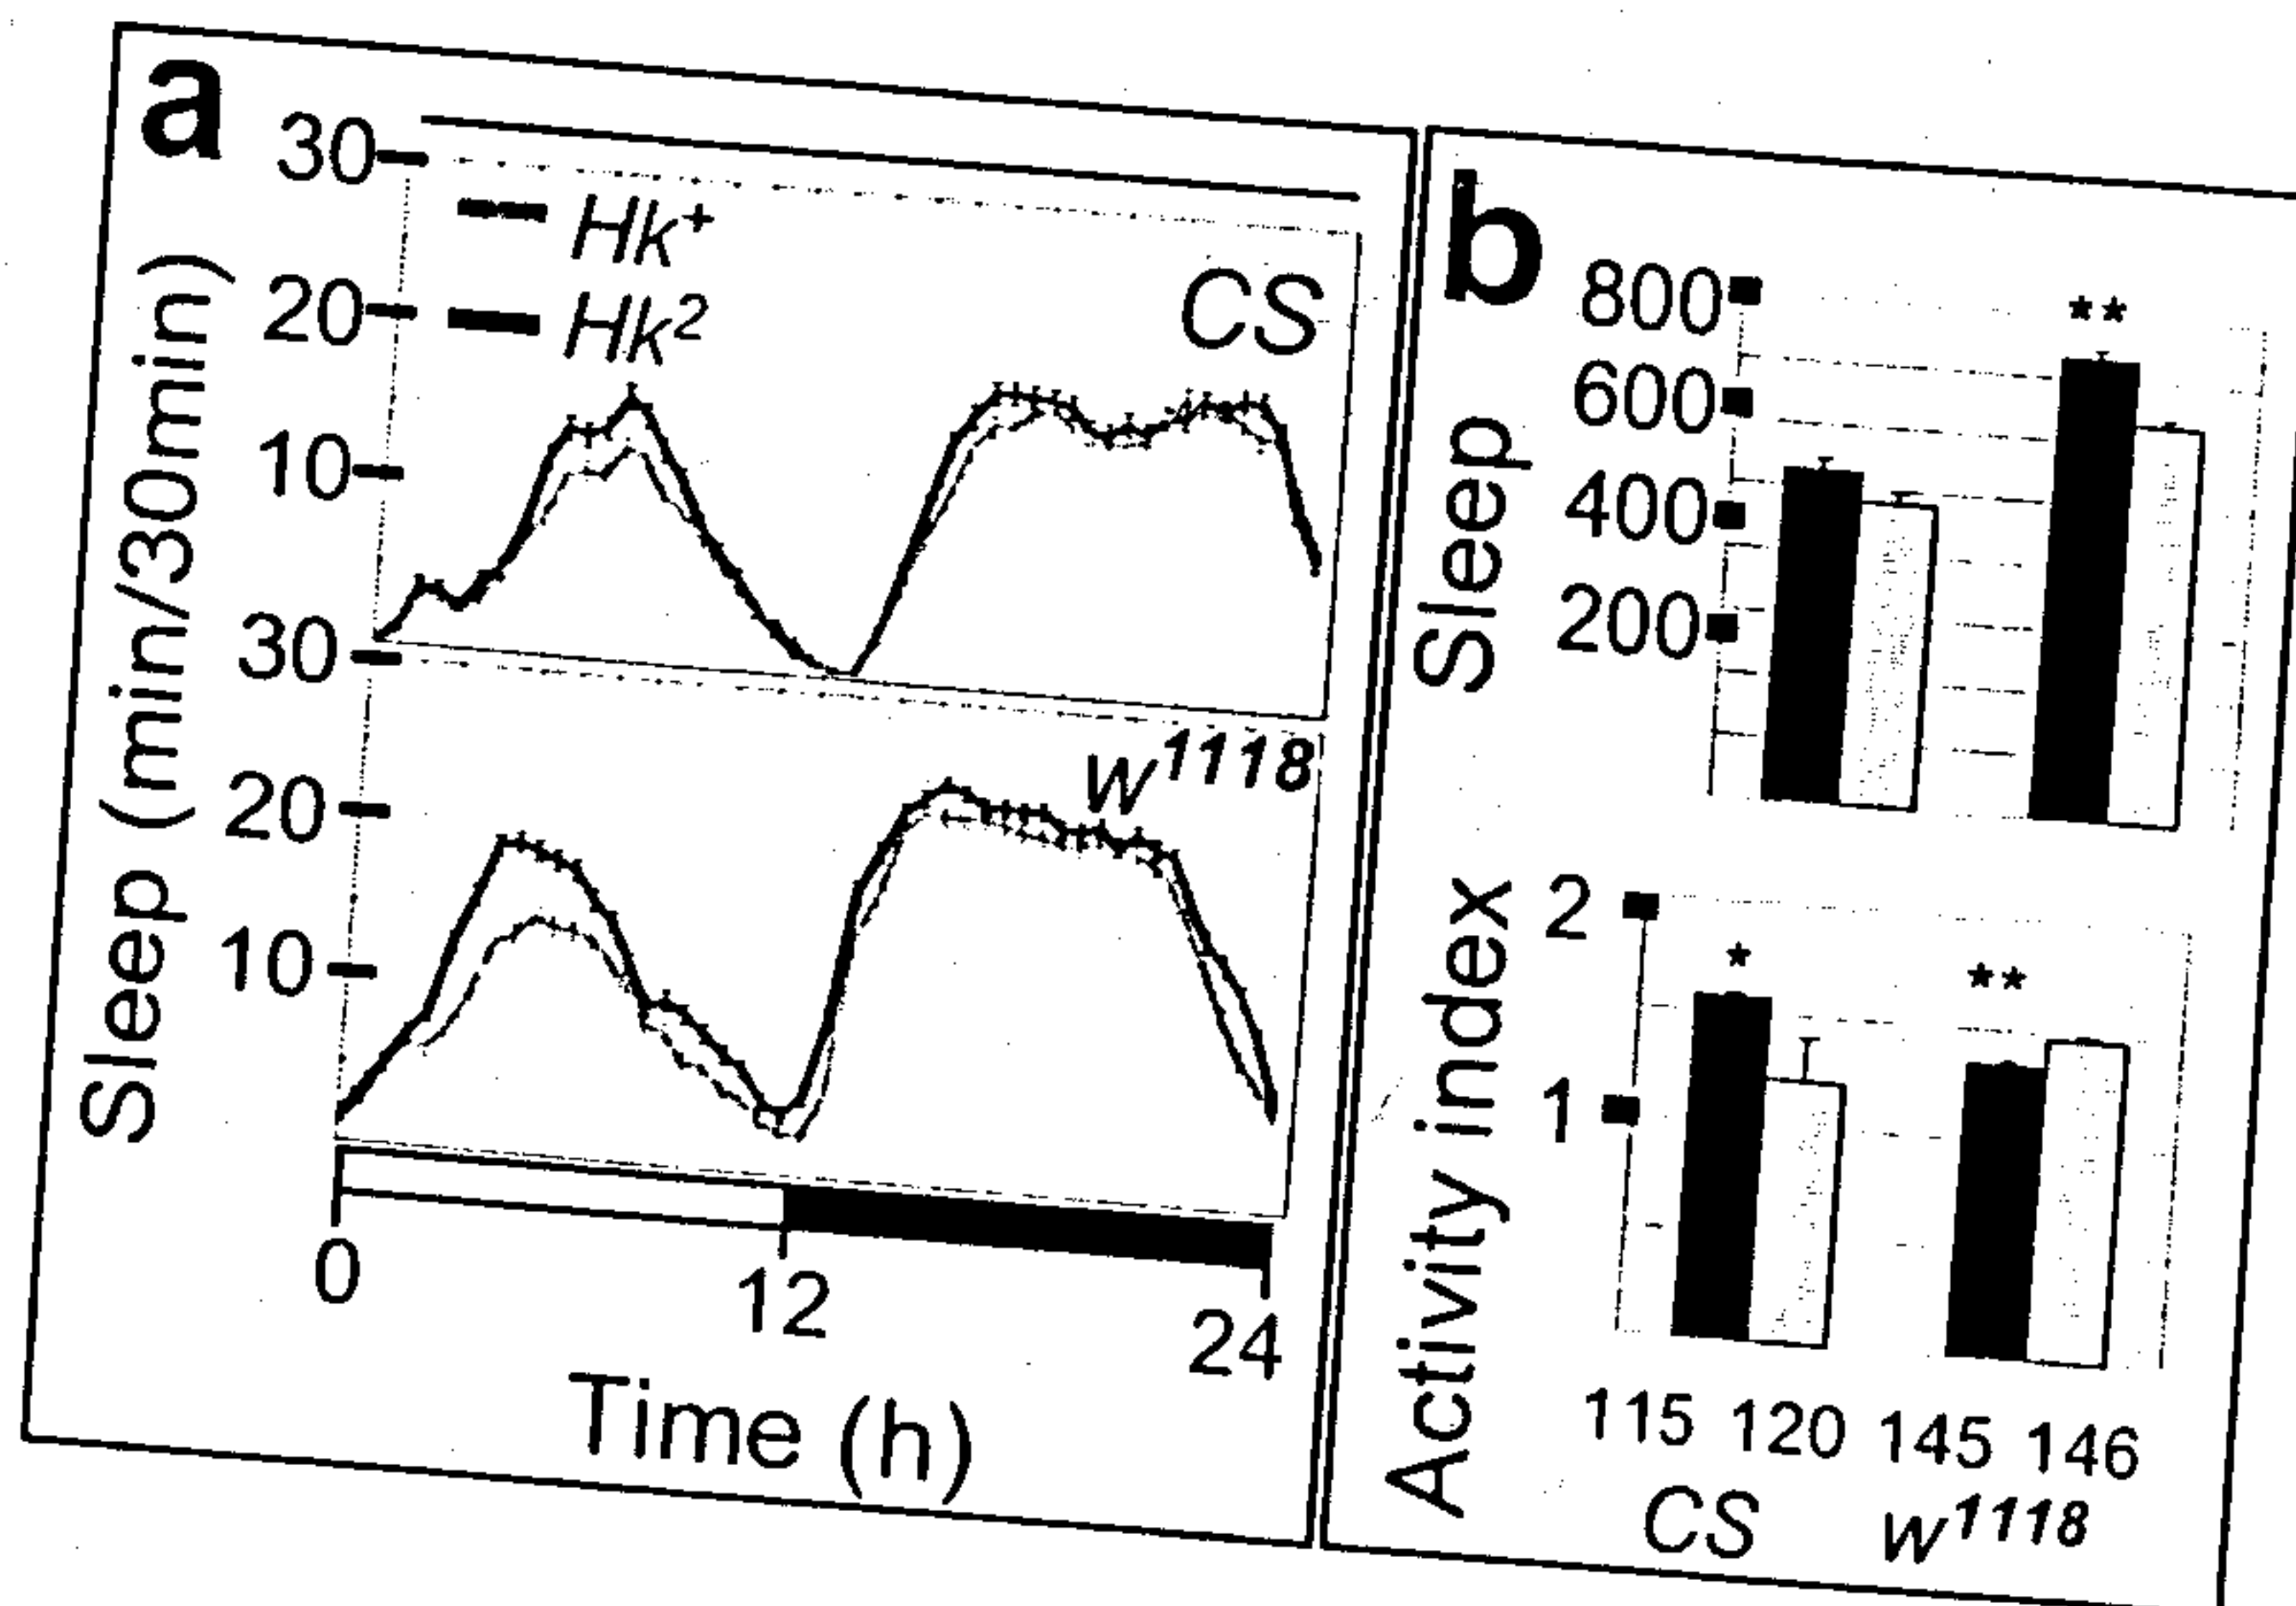 a
30
20
10
Hk+
Hk2
CS
30
20
10
w1118
Sleep (min/30min)
0
12
24
Time (h)
b
800
600
400
200
Sleep
**
2
1
Activity index
*
**
115 120 145 146
CS w1118